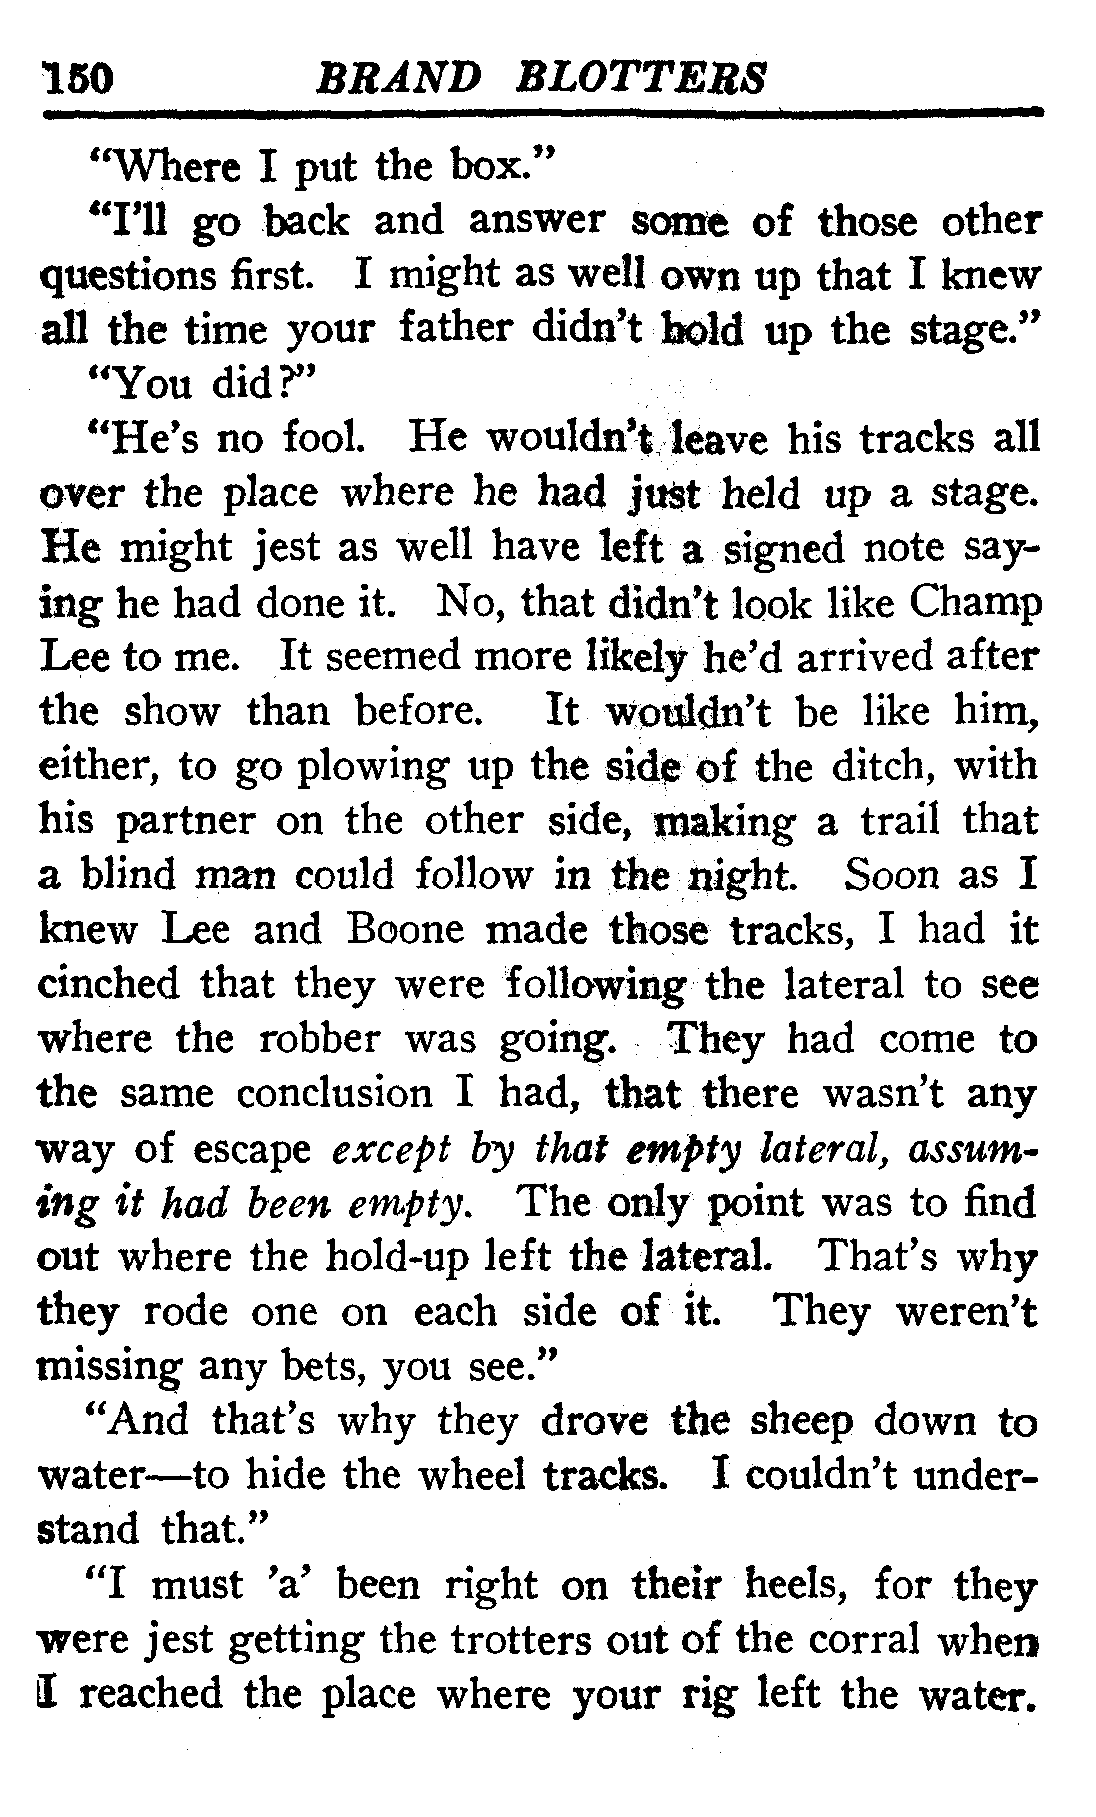 150 BRAND BLOTTERS
“Where I put the box.”
“I’ll go back and answer some of those other
questions first. I might as well own up that I knew
all the time your father didn’t hold up the stage.”
“You did?”
“He’s no fool. He wouldn’t leave his tracks all
over the place where he had just held up a stage.
He might jest as well have left a signed note say-
ing he had done it. No, that didn’t look like Champ
Lee to me. It seemed more likely he’d arrived after
the show than before. It wouldn’t be like him,
either, to go plowing up the side of the ditch, with
his partner on the other side, making a trail that
a blind man could follow in the night. Soon as I
knew Lee and Boone made those tracks, I had it
cinched that they were following the lateral to see
where the robber was going. They had come to
the same conclusion I had, that there wasn’t any
way of escape except by that empty lateral, assum-
ing it had been empty. The only point was to find
out where the hold-up left the lateral. That’s why
they rode one on each side of it. They weren’t
missing any bets, you see.”
“And that’s why they drove the sheep down to
water—to hide the wheel tracks. I couldn’t under-
stand that.”
“I must ’a’ been right on their heels, for they
were jest getting the trotters out of the corral when
I reached the place where your rig left the water.